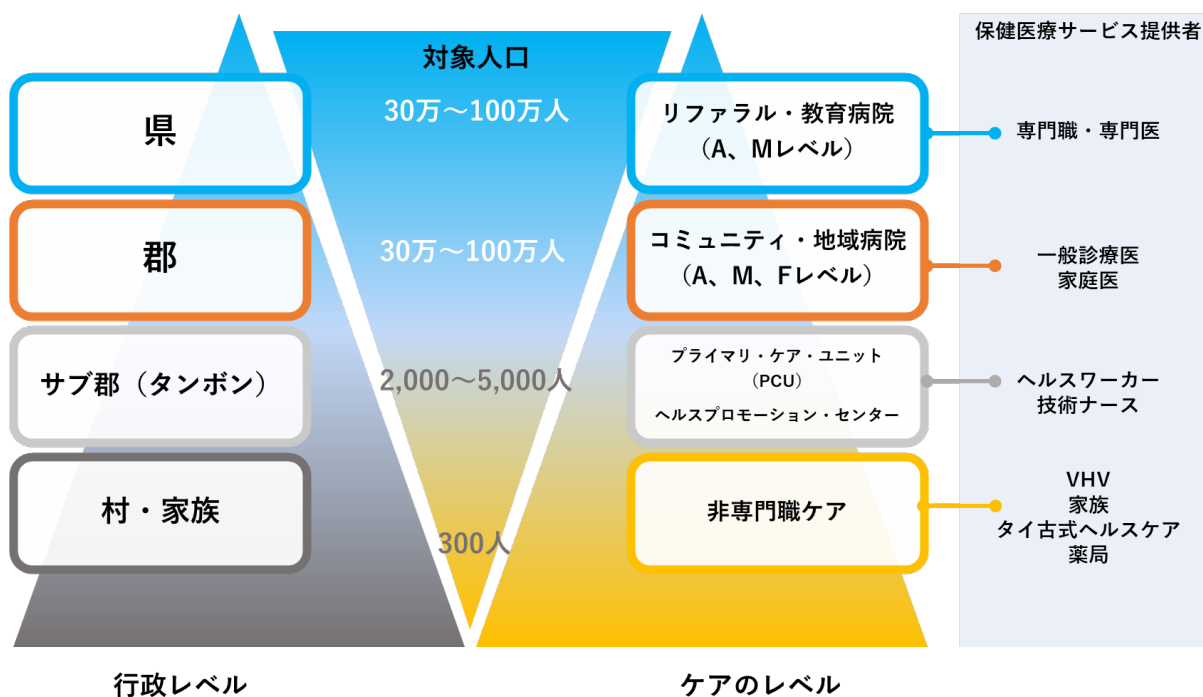 保健医療サービス提供者
対象人口
県
30万～100万人
リファラル・教育病院
（A、Mレベル）
専門職・専門医
郡
30万～100万人
コミュニティ・地域病院
（A、M、Fレベル）
一般診療医
家庭医
サブ郡（タンボン）
2,000～5,000人
プライマリ・ケア・ユニット
（PCU）
ヘルスプロモーション・センター
ヘルスワーカー
技術ナース
村・家族
300人
非専門職ケア
VHV
家族
タイ古式ヘルスケア
薬局
行政レベル
ケアのレベル